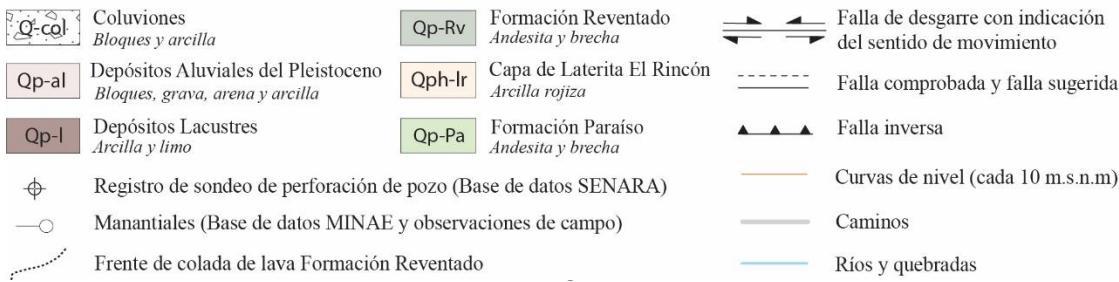 Q-col
Coluviones
Bloques y arcilla
Qp-al
Depósitos Aluviales del Pleistoceno
Bloques, grava, arena y arcilla
Qp-l
Depósitos Lacustres
Arcilla y limo
Registro de sondeo de perforación de pozo (Base de datos SENARA)
Manantiales (Base de datos MINAE y observaciones de campo)
Frente de colada de lava Formación Reventado
Qp-Rv
Formación Reventado
Andesita y brecha
Qph-lr
Capa de Laterita El Rincón
Arcilla rojiza
Qp-Pa
Formación Paraíso
Andesita y brecha
Falla de desgarre con indicación
del sentido de movimiento
Falla comprobada y falla sugerida
Falla inversa
Curvas de nivel (cada 10 m.s.n.m)
Caminos
Ríos y quebradas